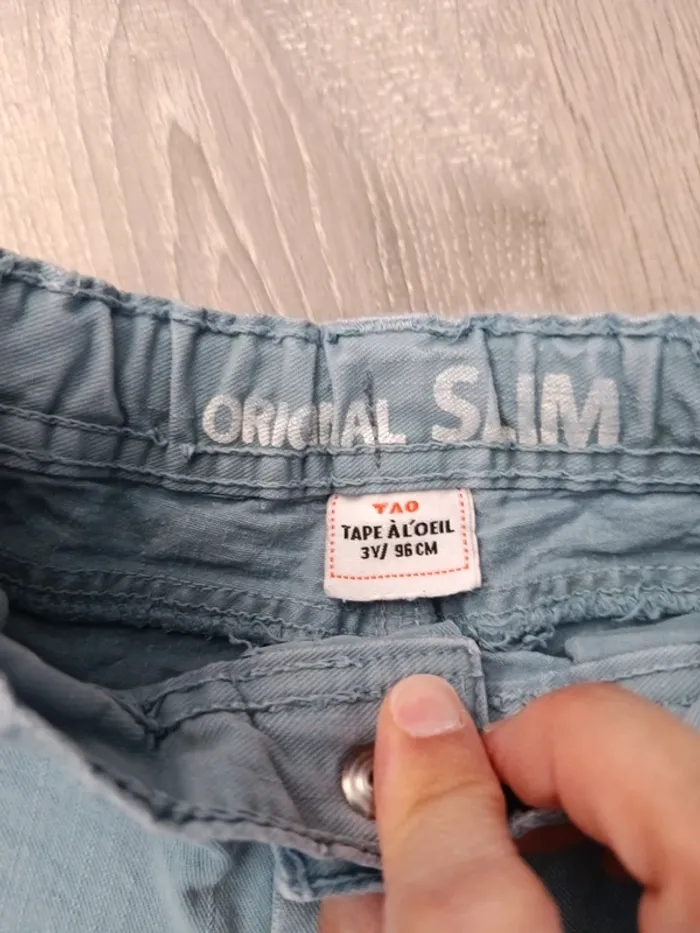 ORIGINAL SLIM
TAO
TAPE À L'OEIL
3Y/ 96 CM